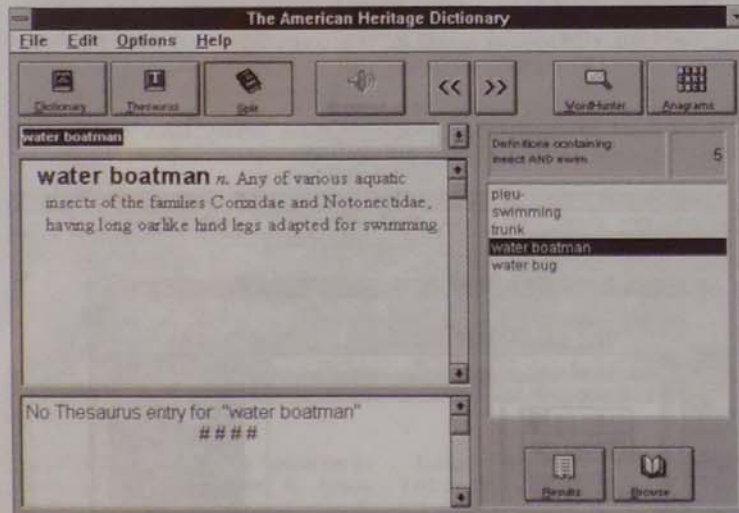 The American Heritage Dictionary
File Edit Options Help
Dictionary Thesaurus Split << >> WordHunter Anagrams
water boatman
water boatman n. Any of various aquatic
insects of the families Corixidae and Notonectidae,
having long oarlike hind legs adapted for swimming
No Thesaurus entry for: "water boatman"
####
Definitions containing:
insect AND swim
5
pleu-
swimming
trunk
water boatman
water bug
Results Browse